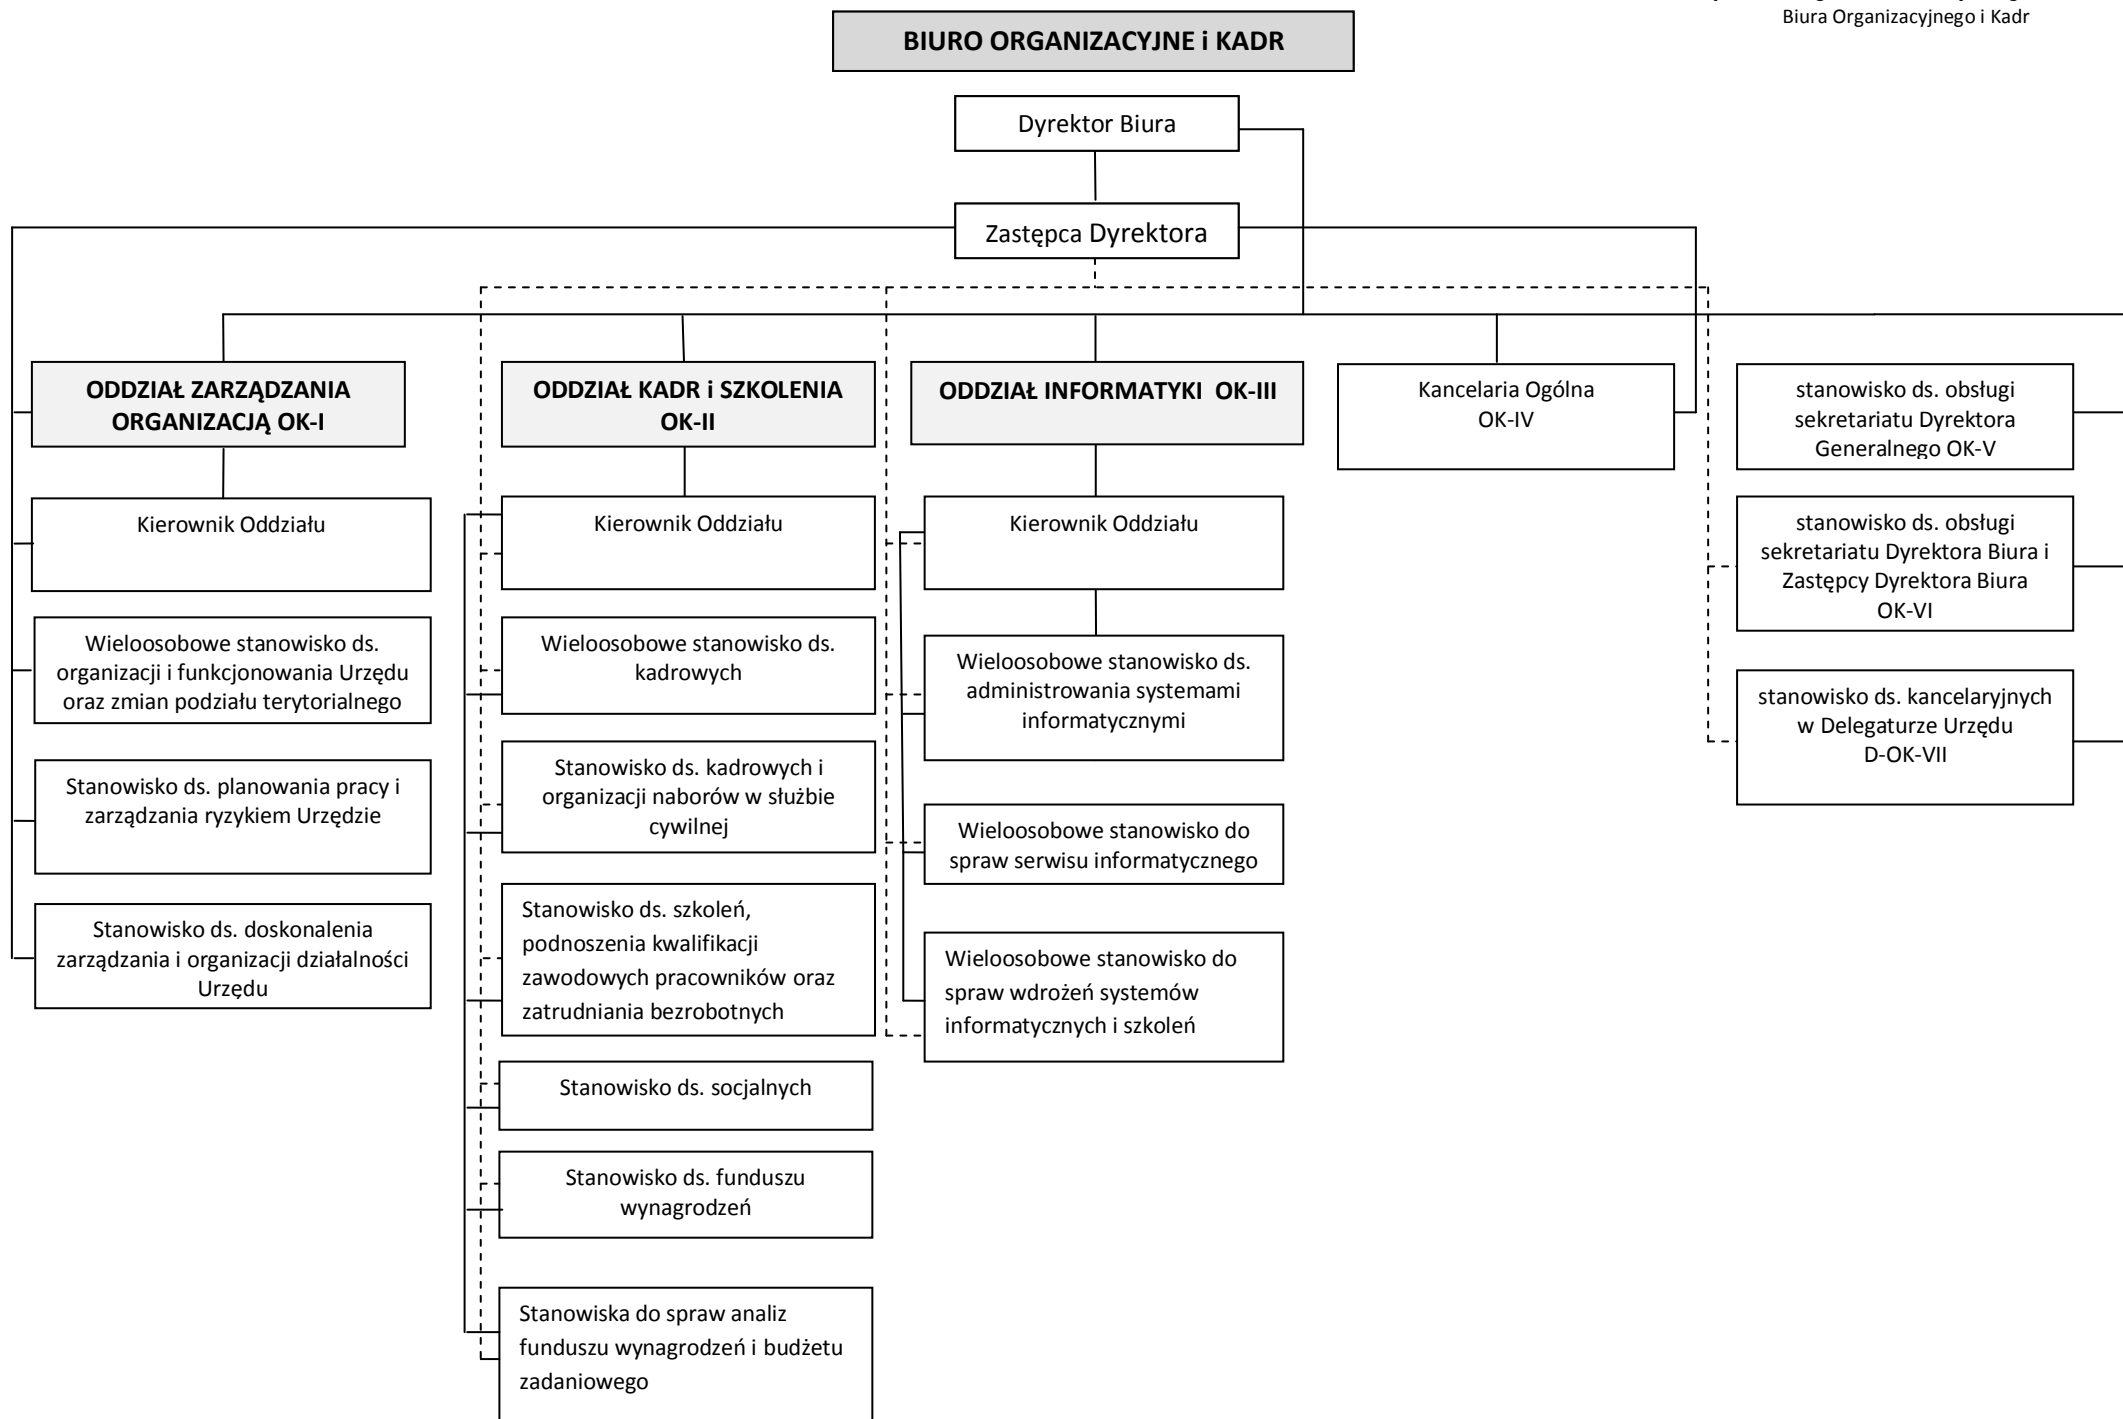 Biura Organizacyjnego i Kadr
BIURO ORGANIZACYJNE i KADR
Dyrektor Biura
Zastępca Dyrektora
ODDZIAŁ ZARZĄDZANIA
ORGANIZACJĄ OK-I
Kierownik Oddziału
Wieloosobowe stanowisko ds.
organizacji i funkcjonowania Urzędu
oraz zmian podziału terytorialnego
Stanowisko ds. planowania pracy i
zarządzania ryzykiem Urzędzie
Stanowisko ds. doskonalenia
zarządzania i organizacji działalności
Urzędu
ODDZIAŁ KADR i SZKOLENIA
OK-II
Kierownik Oddziału
Wieloosobowe stanowisko ds.
kadrowych
Stanowisko ds. kadrowych i
organizacji naborów w służbie
cywilnej
Stanowisko ds. szkoleń,
podnoszenia kwalifikacji
zawodowych pracowników oraz
zatrudniania bezrobotnych
Stanowisko ds. socjalnych
Stanowisko ds. funduszu
wynagrodzeń
Stanowiska do spraw analiz
funduszu wynagrodzeń i budżetu
zadaniowego
ODDZIAŁ INFORMATYKI OK-III
Kierownik Oddziału
Wieloosobowe stanowisko ds.
administrowania systemami
informatycznymi
Wieloosobowe stanowisko do
spraw serwisu informatycznego
Wieloosobowe stanowisko do
spraw wdrożeń systemów
informatycznych i szkoleń
Kancelaria Ogólna
OK-IV
stanowisko ds. obsługi
sekretariatu Dyrektora
Generalnego OK-V
stanowisko ds. obsługi
sekretariatu Dyrektora Biura i
Zastępcy Dyrektora Biura
OK-VI
stanowisko ds. kancelaryjnych
w Delegaturze Urzędu
D-OK-VII